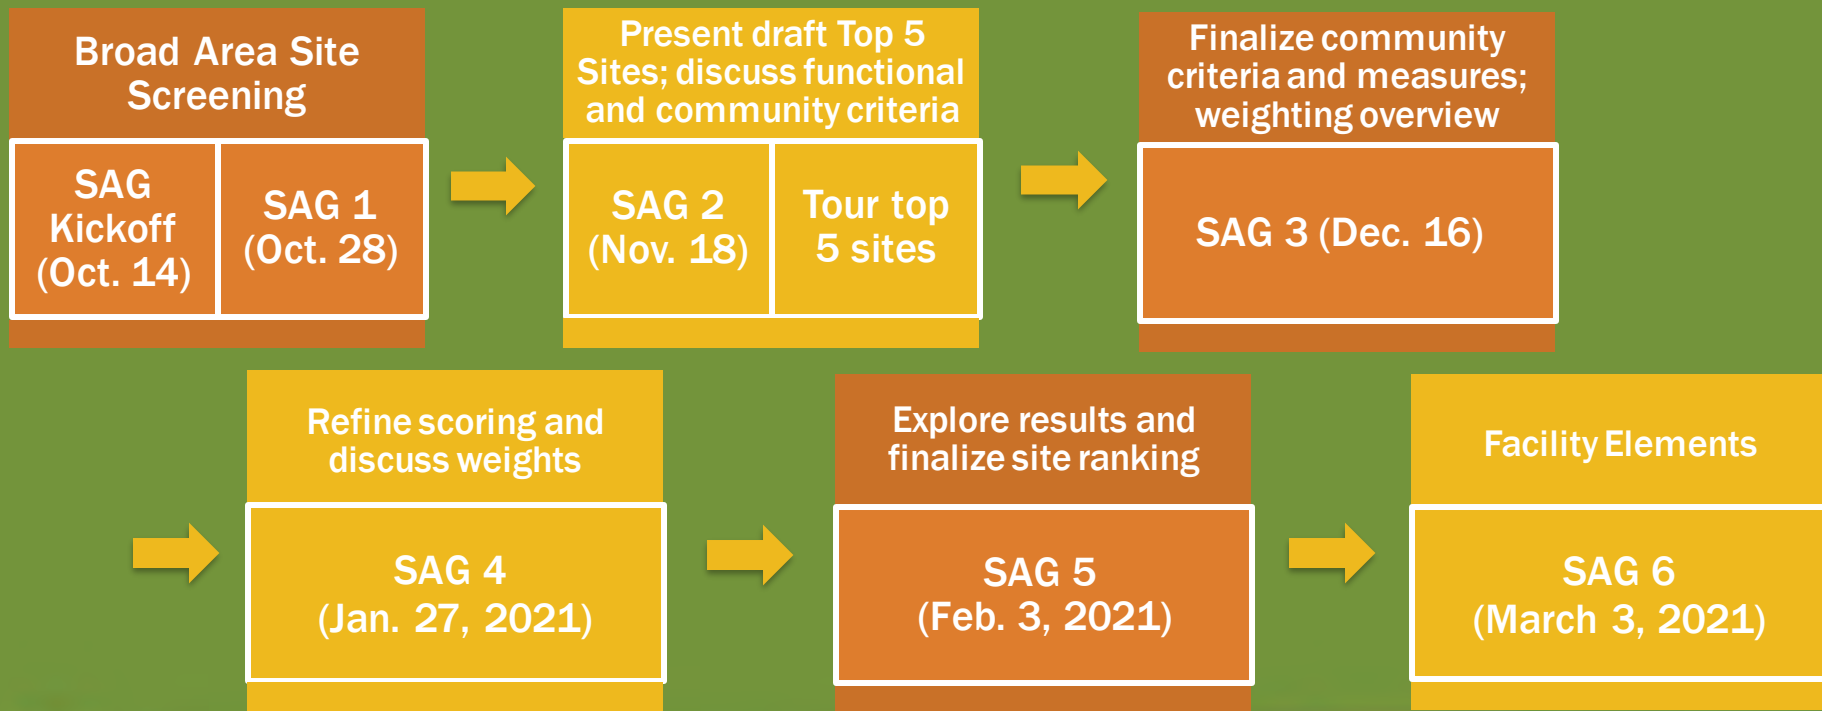 Broad Area Site
Screening
SAG
Kickoff
(Oct. 14)
SAG 1
(Oct. 28)
Present draft Top 5
Sites; discuss functional
and community criteria
SAG 2
(Nov. 18)
Tour top
5 sites
Finalize community
criteria and measures;
weighting overview
SAG 3 (Dec. 16)
Refine scoring and
discuss weights
SAG 4
(Jan. 27, 2021)
Explore results and
finalize site ranking
SAG 5
(Feb. 3, 2021)
Facility Elements
SAG 6
(March 3, 2021)